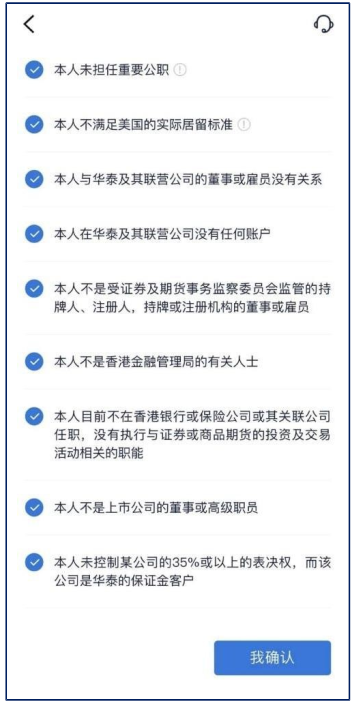 本人未担任重要公职
本人不满足美国的实际居留标准
本人与华泰及其联营公司的董事或雇员没有关系
本人在华泰及其联营公司没有任何账户
本人不是受证券及期货事务监察委员会监管的持
牌人、注册人，持牌或注册机构的董事或雇员
本人不是香港金融管理局的有关人士
本人目前不在香港银行或保险公司或其关联公司
任职，没有执行与证券或商品期货的投资及交易
活动相关的职能
本人不是上市公司的董事或高级职员
本人未控制某公司的35%或以上的表决权，而该
公司是华泰的保证金客户
我确认